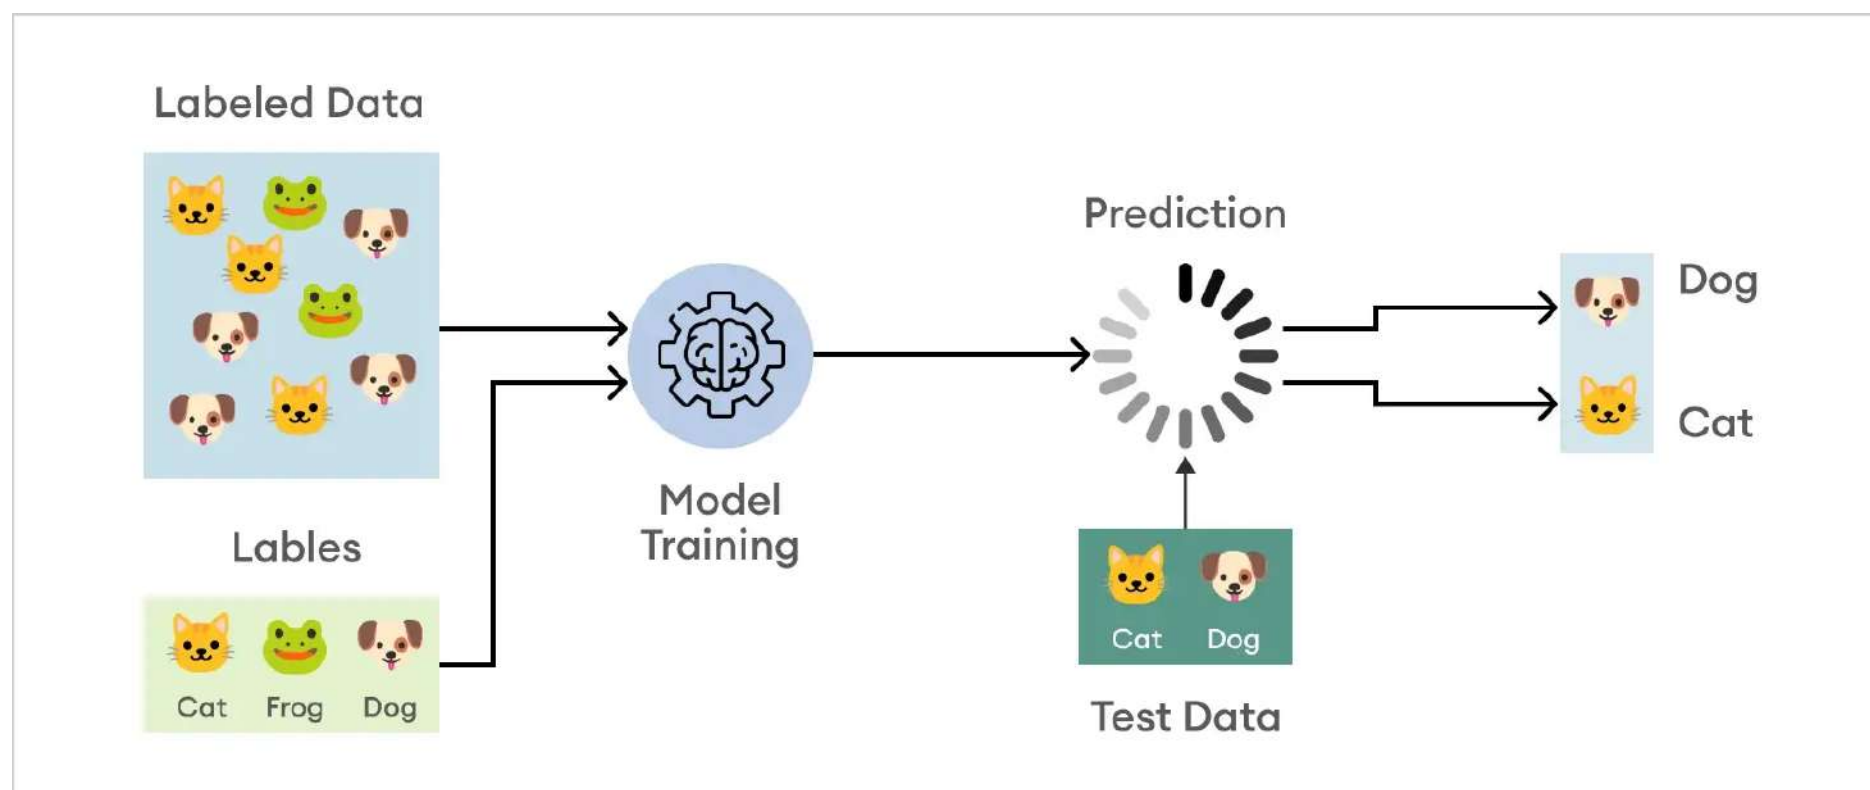 Labeled Data
Lables
Cat Frog Dog
Model
Training
Prediction
Cat Dog
Test Data
Dog
Cat